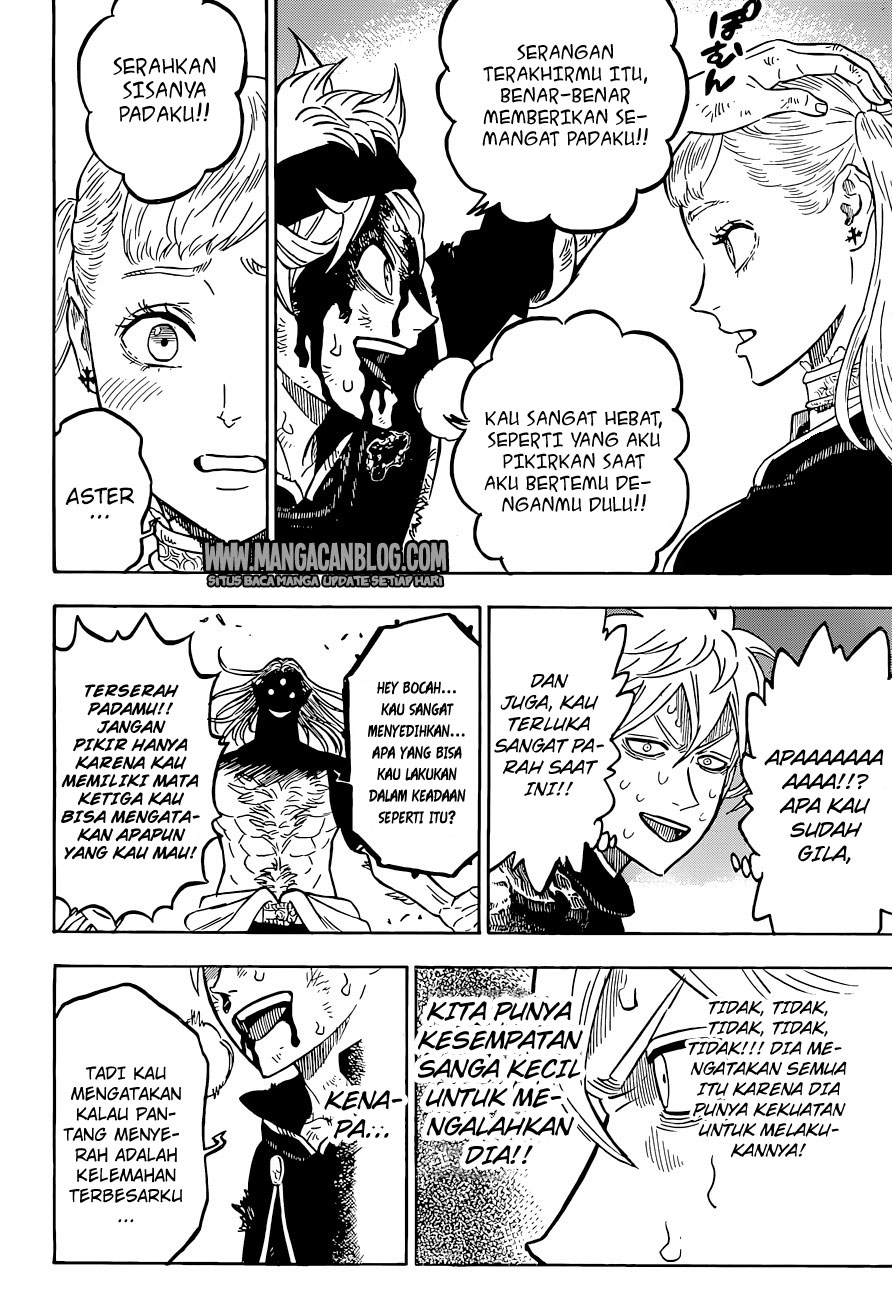 ぽむん
SERANGAN
TERAKHIRMU ITU,
BENAR-BENAR
MEMBERIKAN SE-
MANGAT PADAKU!!
KAU SANGAT HEBAT,
SEPERTI YANG AKU
PIKIRKAN SAAT
AKU BERTEMU DE-
NGANMU DULU!!
SERAHKAN
SISANYA
PADAKU!!
ASTER
...
WWW.MANGACANBLOG.COM
SITUS BACA MANGA UPDATE SETIAP HARI
APAAAAAAA
AAAA!!?
APA KAU
SUDAH
GILA,
DAN
JUGA, KAU
TERLUKA
SANGAT PA-
RAH SAAT
INI!!
HEY BOCAH...
KAU SANGAT
MENYEDIHKAN...
APA YANG BISA
KAU LAKUKAN
DALAM KEADAAN
SEPERTI ITU?
TERSERAH
PADAMU!!
JANGAN
PIKIR HANYA
KARENA KAU
MEMILIKI MATA
KETIGA KAU
BISA MENGATA-
KAN APAPUN
YANG KAU MAU!
TIDAK, TIDAK,
TIDAK, TIDAK,
TIDAK!!! DIA ME-
NGATAKAN SEMUA
ITU KARENA DIA
PUNYA KEKUATAN
UNTUK MELAKU-
KANNYA!
KITA PUNYA
KESEMPATAN
SANGA KECIL
UNTUK ME-
NGALAHKAN
DIA!!
KENA-
PA...
TADI KAU
MENGATAKAN
KALAU PAN-
TANG MENYE-
RAH ADALAH
KELEMAHAN
TERBESARKU
...